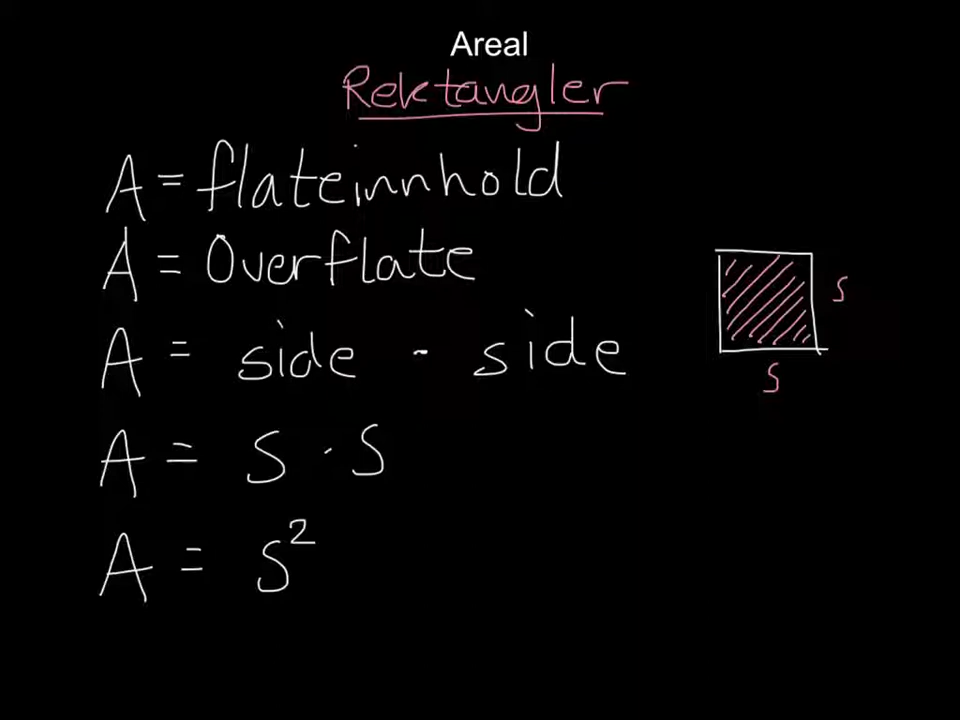 Areal
Rektangler
A = flateinnhold
A = Overflate
A = side · side
A = s · s
A = s²
s
s